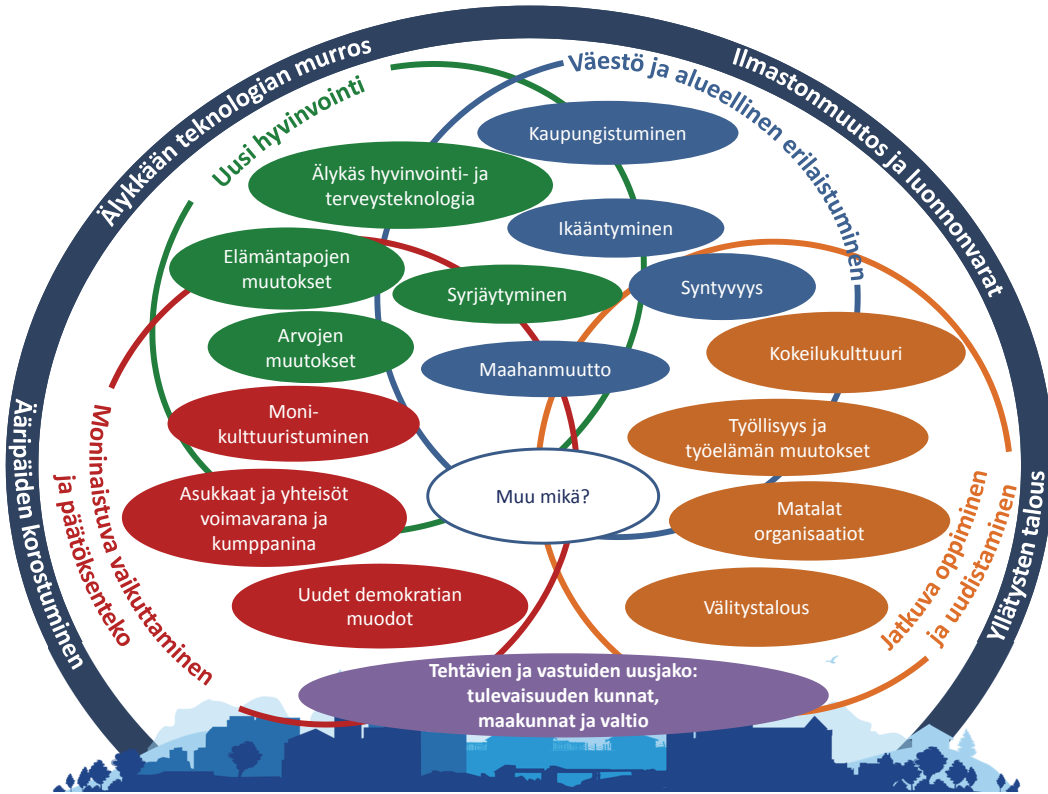 Älykkään teknologian murros
Ilmastonmuutos ja luonnonvarat
Ääripäiden korostuminen
Yllätysten talous
Uusi hyvinvointi
Väestö ja alueellinen erilaistuminen
Moninaistuva vaikuttaminen
ja päätöksenteko
Jatkuva oppiminen
ja uudistaminen
Kaupungistuminen
Älykäs hyvinvointi- ja
terveysteknologia
Ikääntyminen
Elämäntapojen
muutokset
Syrjäytyminen
Syntyvyys
Arvojen
muutokset
Maahanmuutto
Kokeilukulttuuri
Moni-
kulttuuristuminen
Työllisyys ja
työelämän muutokset
Muu mikä?
Asukkaat ja yhteisöt
voimavarana ja
kumppanina
Matalat
organisaatiot
Uudet demokratian
muodot
Välitystalous
Tehtävien ja vastuiden uusjako:
tulevaisuuden kunnat,
maakunnat ja valtio